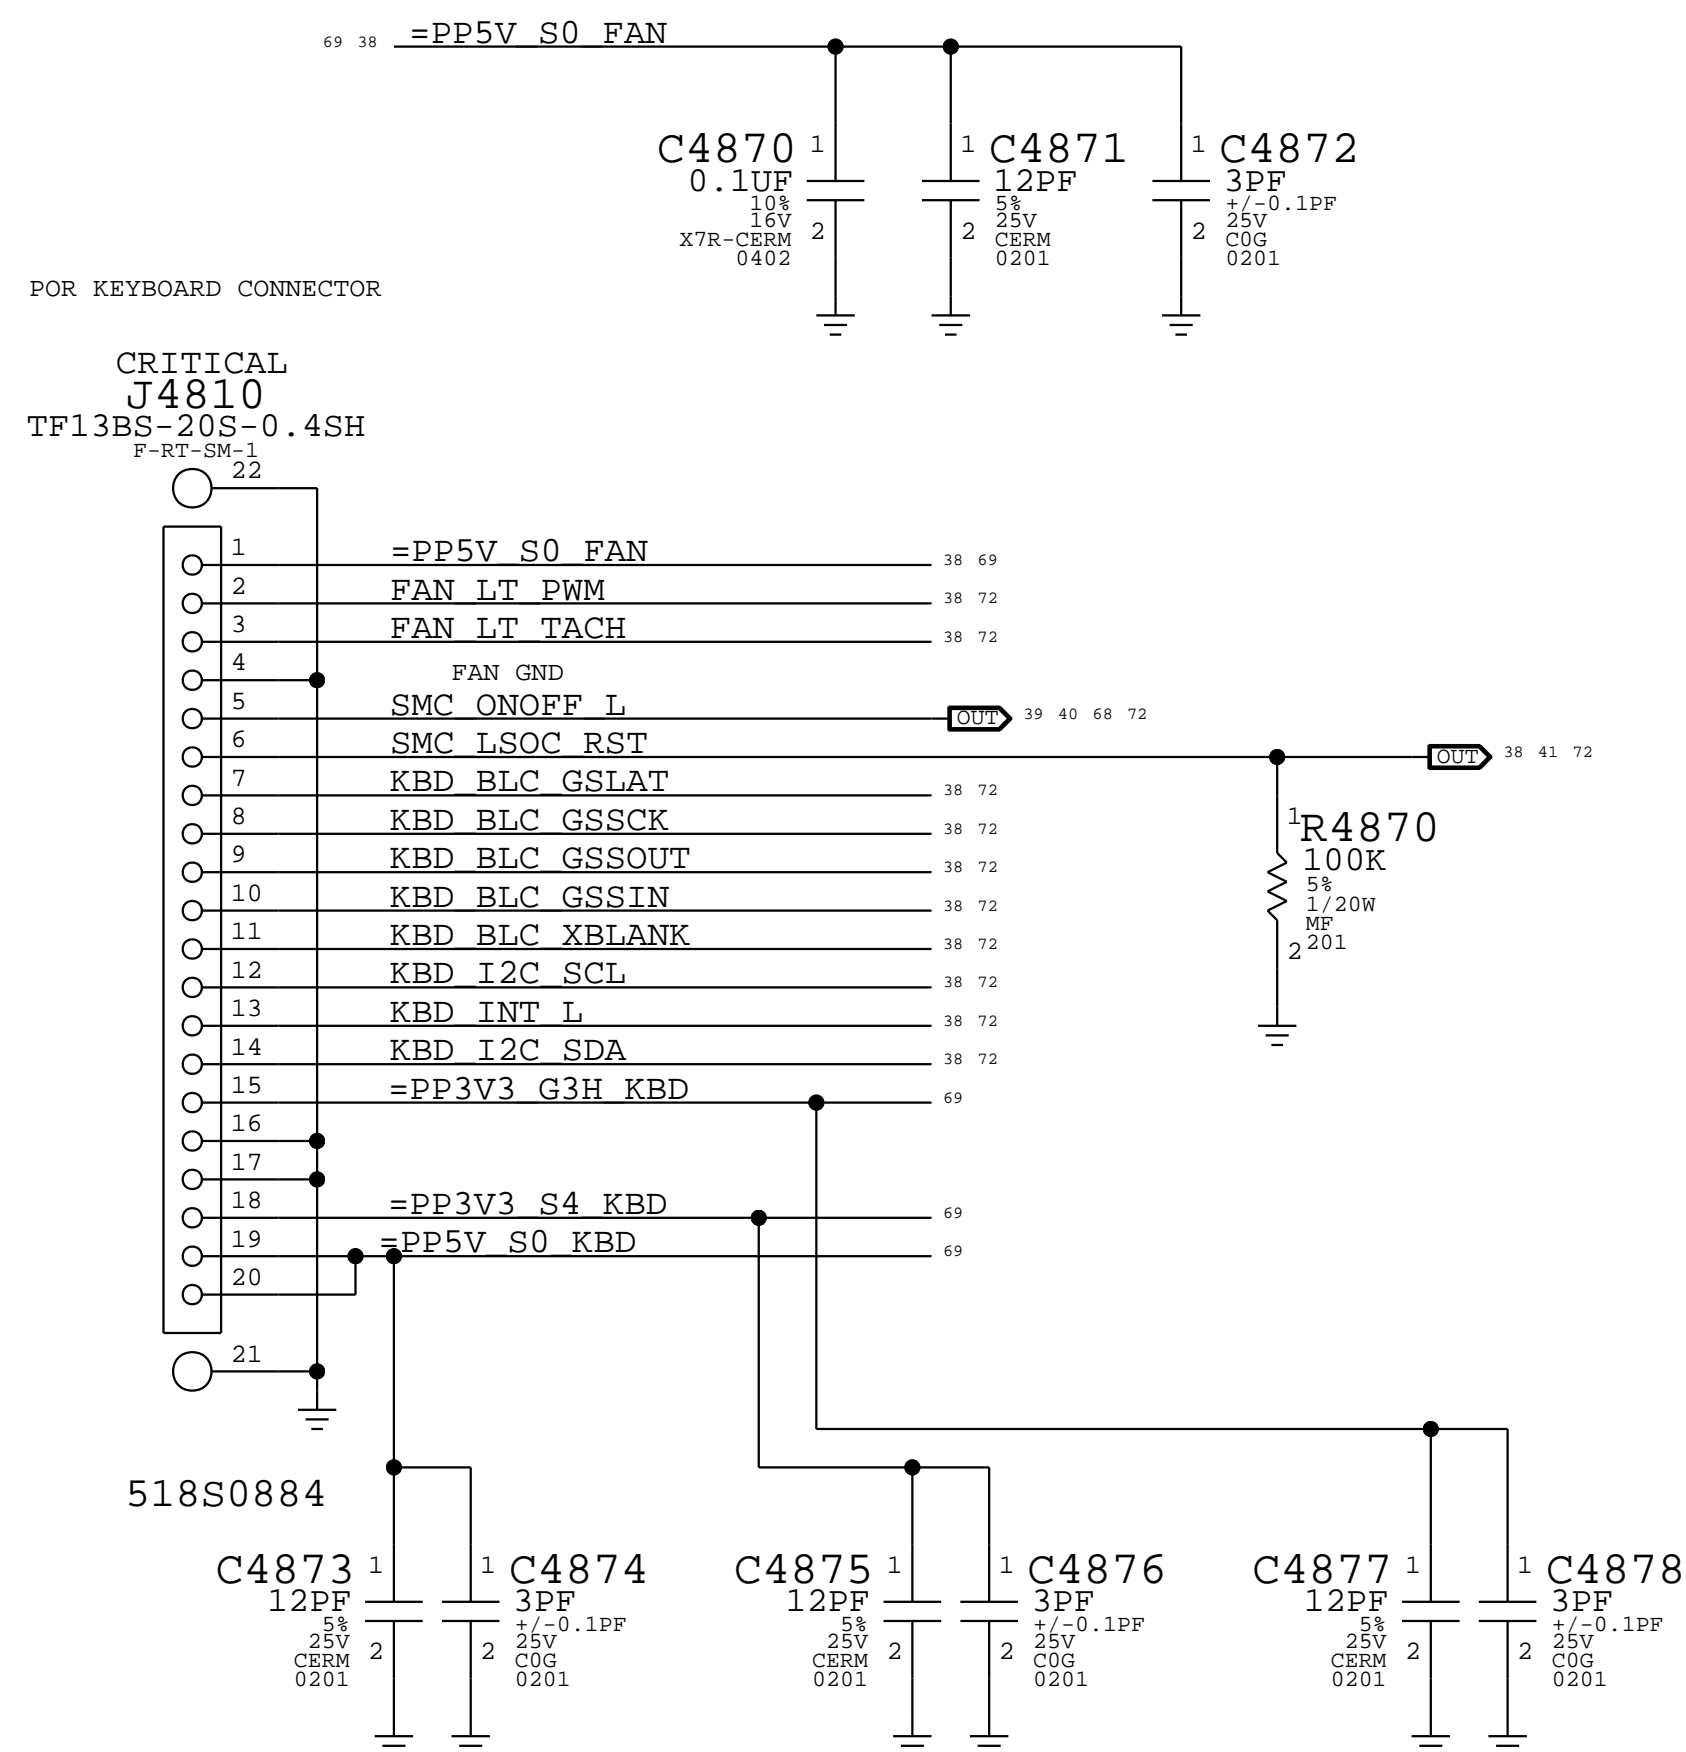 69 38 =PP5V_S0_FAN
C4870 1
0.1UF
10%
16V
X7R-CERM 2
0402
1 C4871
12PF
5%
25V
2 CERM
0201
1 C4872
3PF
+/-0.1PF
25V
2 C0G
0201
POR KEYBOARD CONNECTOR
CRITICAL
J4810
TF13BS-20S-0.4SH
F-RT-SM-1
22
1 =PP5V_S0_FAN 38 69
2 FAN_LT_PWM 38 72
3 FAN_LT_TACH 38 72
4 FAN GND
5 SMC_ONOFF_L OUT 39 40 68 72
6 SMC_LSOC_RST OUT 38 41 72
7 KBD_BLC_GSLAT 38 72
8 KBD_BLC_GSSCK 38 72
9 KBD_BLC_GSSOUT 38 72
10 KBD_BLC_GSSIN 38 72
11 KBD_BLC_XBLANK 38 72
12 KBD_I2C_SCL 38 72
13 KBD_INT_L 38 72
14 KBD_I2C_SDA 38 72
15 =PP3V3_G3H_KBD 69
16
17
18 =PP3V3_S4_KBD 69
19 =PP5V_S0_KBD 69
20
21
1 R4870
100K
5%
1/20W
MF
2 201
518S0884
C4873 1
12PF
5%
25V 2
CERM
0201
1 C4874
3PF
+/-0.1PF
2 25V
C0G
0201
C4875 1
12PF
5%
25V 2
CERM
0201
1 C4876
3PF
+/-0.1PF
2 25V
C0G
0201
C4877 1
12PF
5%
25V 2
CERM
0201
1 C4878
3PF
+/-0.1PF
2 25V
C0G
0201